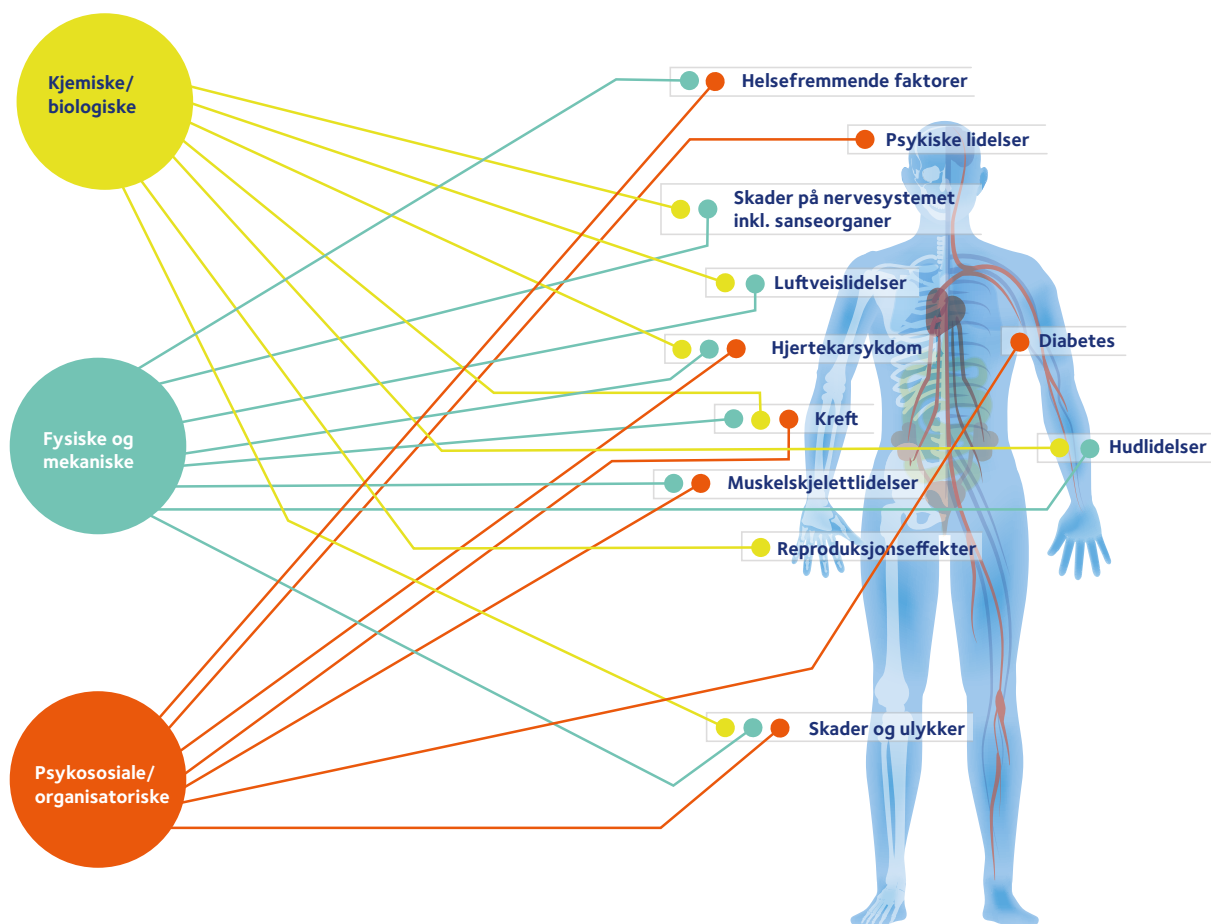 Kjemiske/
biologiske
Helsefremmende faktorer
Psykiske lidelser
Skader på nervesystemet
inkl. sanseorganer
Luftveislidelser
Diabetes
Hjertekarsykdom
Kreft
Fysiske og
mekaniske
Hudlidelser
Muskelskjelettlidelser
Reproduksjonseffekter
Skader og ulykker
Psykososiale/
organisatoriske